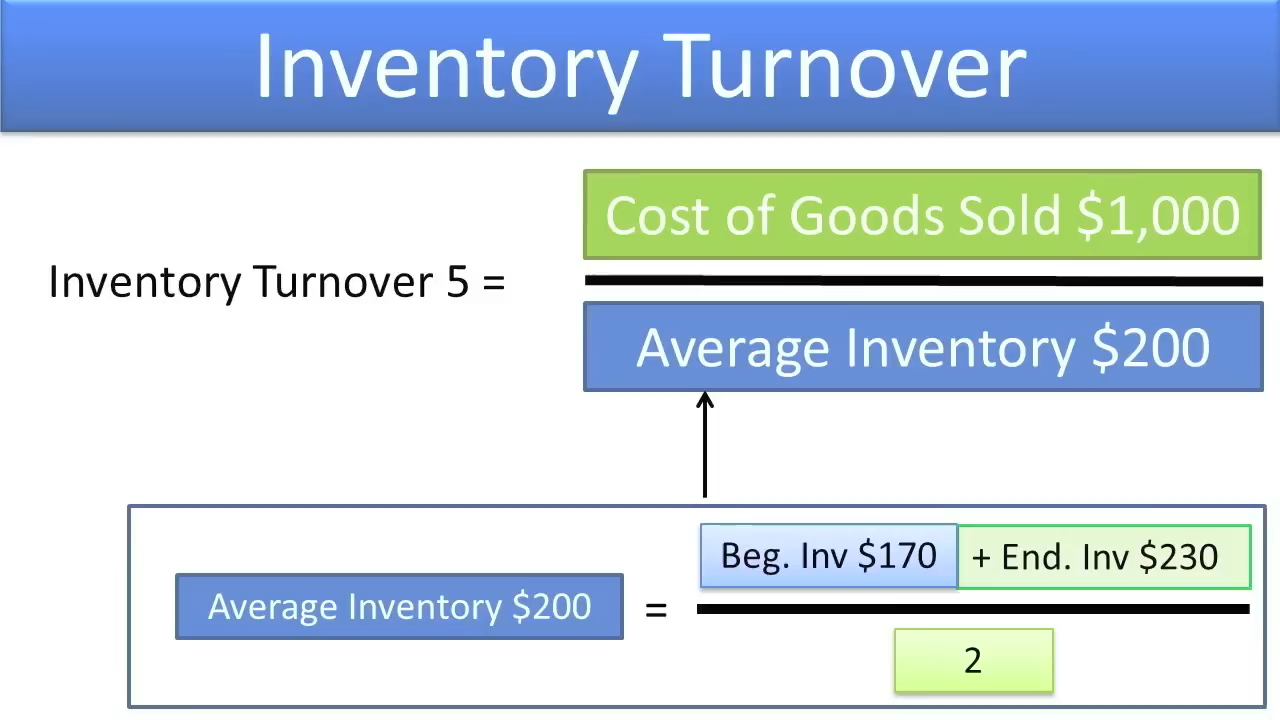 Inventory Turnover
Cost of Goods Sold $1,000
Inventory Turnover 5 =
Average Inventory $200
Beg. Inv $170 + End. Inv $230
Average Inventory $200 =
2